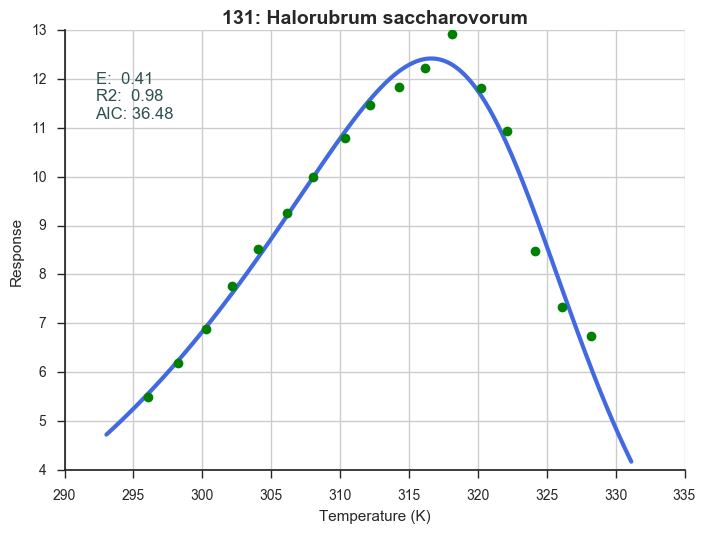 131: Halorubrum saccharovorum
E:  0.41
R2:  0.98
AIC: 36.48
Response
13
12
11
10
9
8
7
6
5
4
290 295 300 305 310 315 320 325 330 335
Temperature (K)